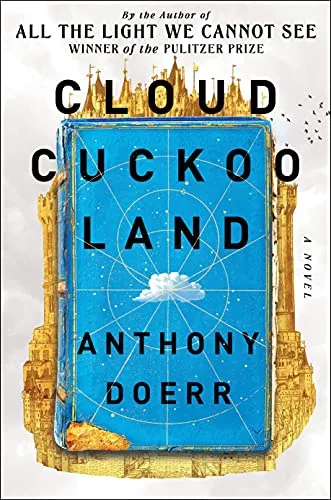 By the Author of
ALL THE LIGHT WE CANNOT SEE
WINNER of the PULITZER PRIZE
CLOUD
CUCKOO
LAND
A NOVEL
ANTHONY
DOERR